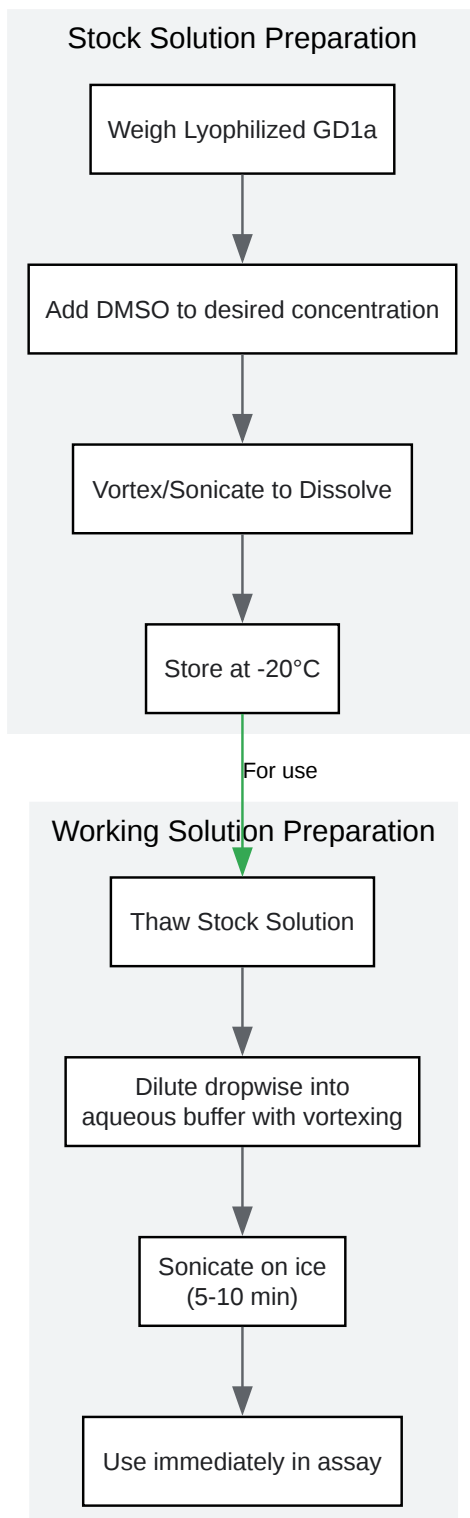 Stock Solution Preparation
Weigh Lyophilized GD1a
Add DMSO to desired concentration
Vortex/Sonicate to Dissolve
Store at -20°C
For use
Working Solution Preparation
Thaw Stock Solution
Dilute dropwise into
aqueous buffer with vortexing
Sonicate on ice
(5-10 min)
Use immediately in assay